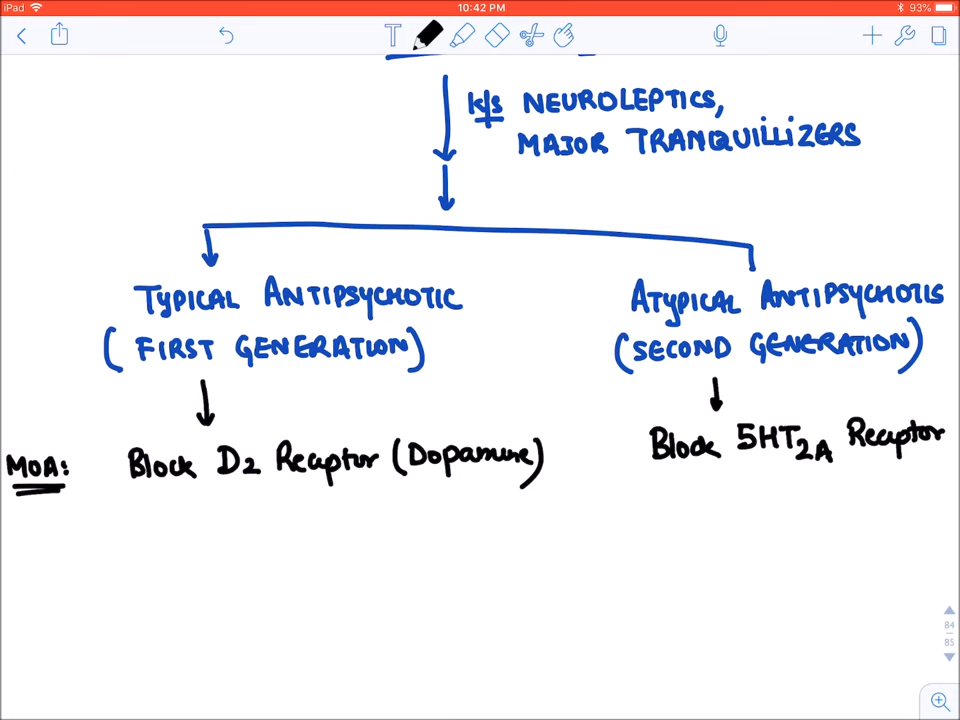 iPad 10:42 PM 93%
T
K/s NEUROLEPTICS,
MAJOR TRANQUILLIZERS
TYPICAL ANTIPSYCHOTIC
(FIRST GENERATION)
ATYPICAL ANTIPSYCHOTIS
(SECOND GENERATION)
MOA: Block D2 Receptor (Dopamine)
Block 5HT2A Receptor
84
85